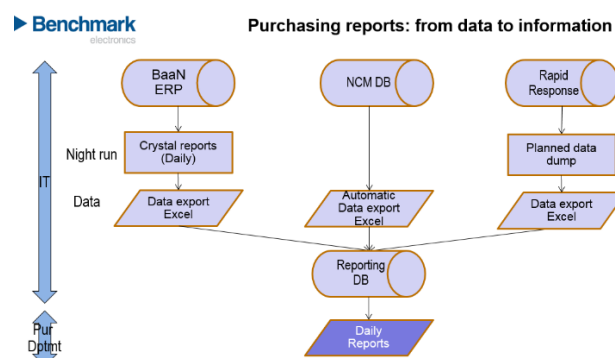 Benchmark
electronics
Purchasing reports: from data to information
BaaN
ERP
NCM DB
Rapid
Response
Night run
Crystal reports
(Daily)
Planned data
dump
IT
Data
Data export
Excel
Automatic
Data export
Excel
Data export
Excel
Reporting
DB
Pur
Dptmt
Daily
Reports